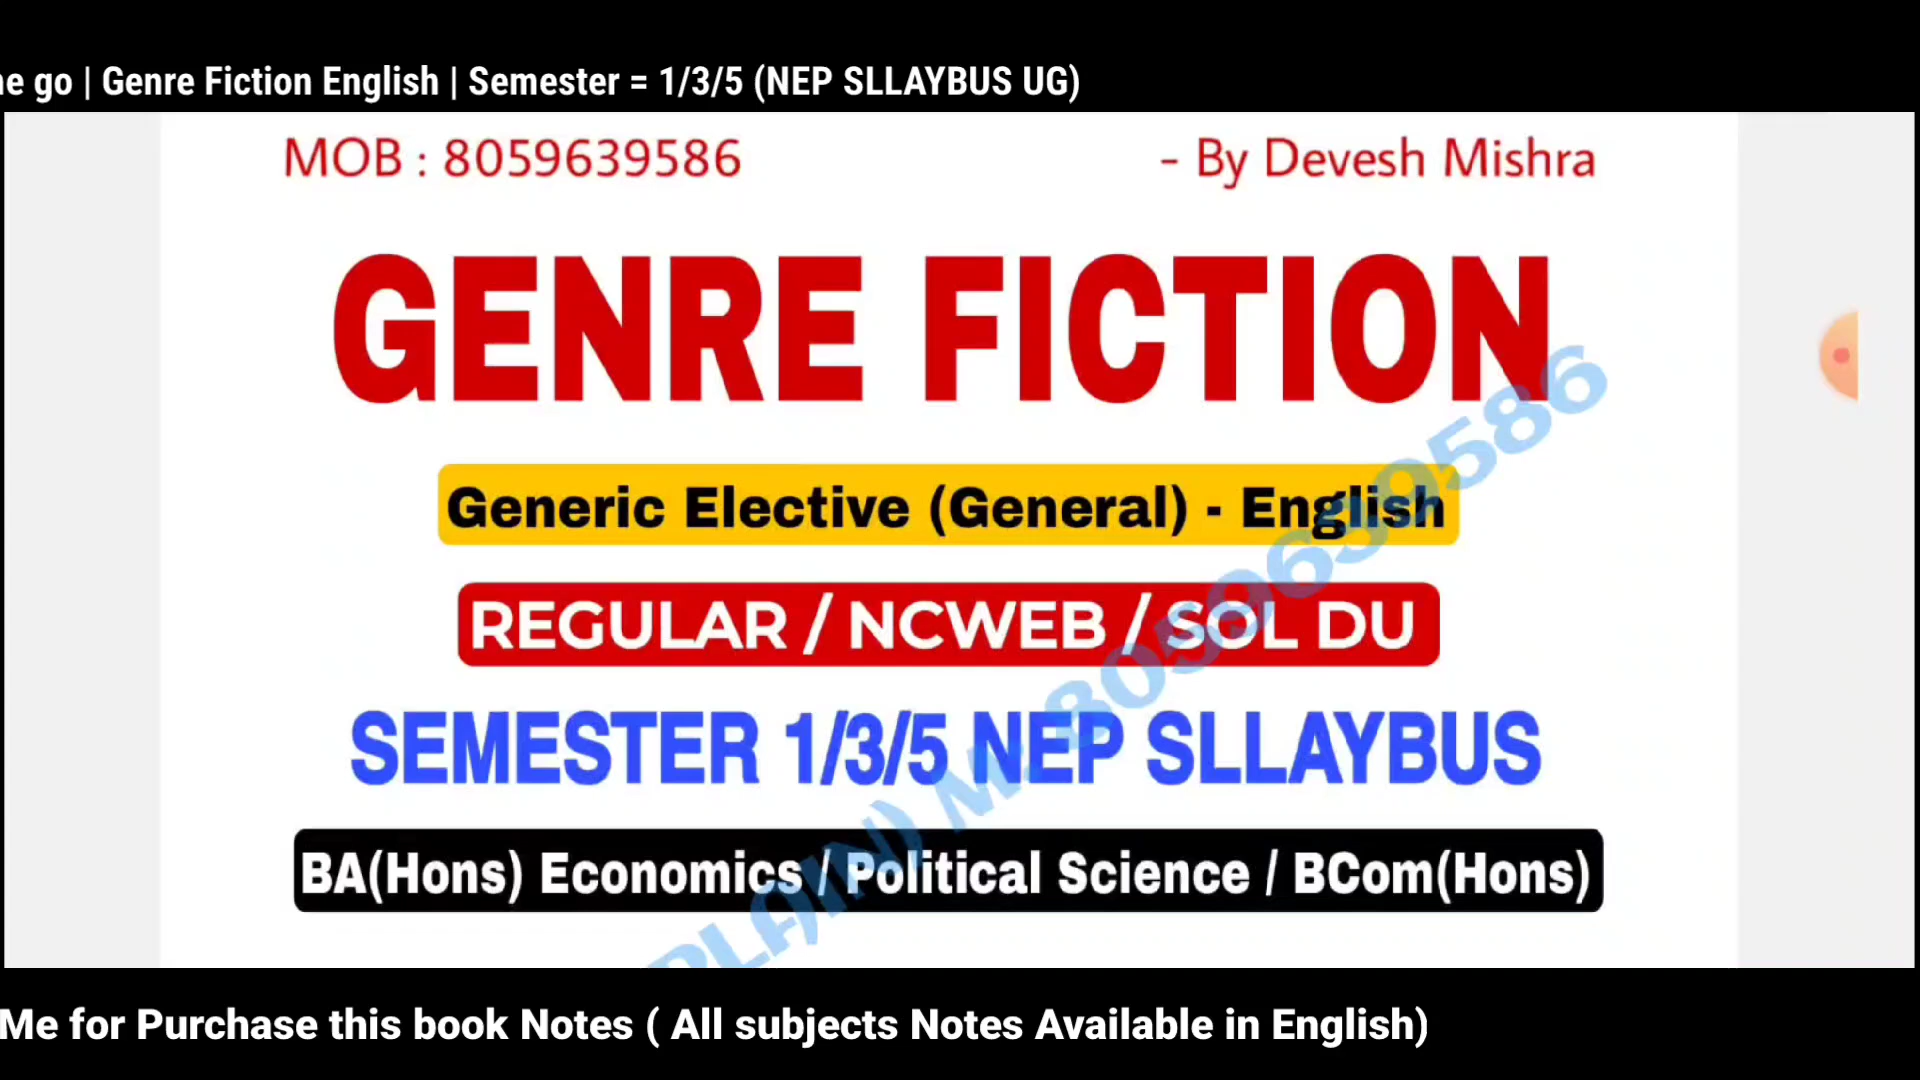 go | Genre Fiction English | Semester = 1/3/5 (NEP SLLAYBUS UG)
MOB : 8059639586
- By Devesh Mishra
GENRE FICTION
Generic Elective (General) - English
REGULAR / NCWEB / SOL DU
SEMESTER 1/3/5 NEP SLLAYBUS
BA(Hons) Economics / Political Science / BCom(Hons)
PLAIN) M. 8059639586
Me for Purchase this book Notes ( All subjects Notes Available in English)